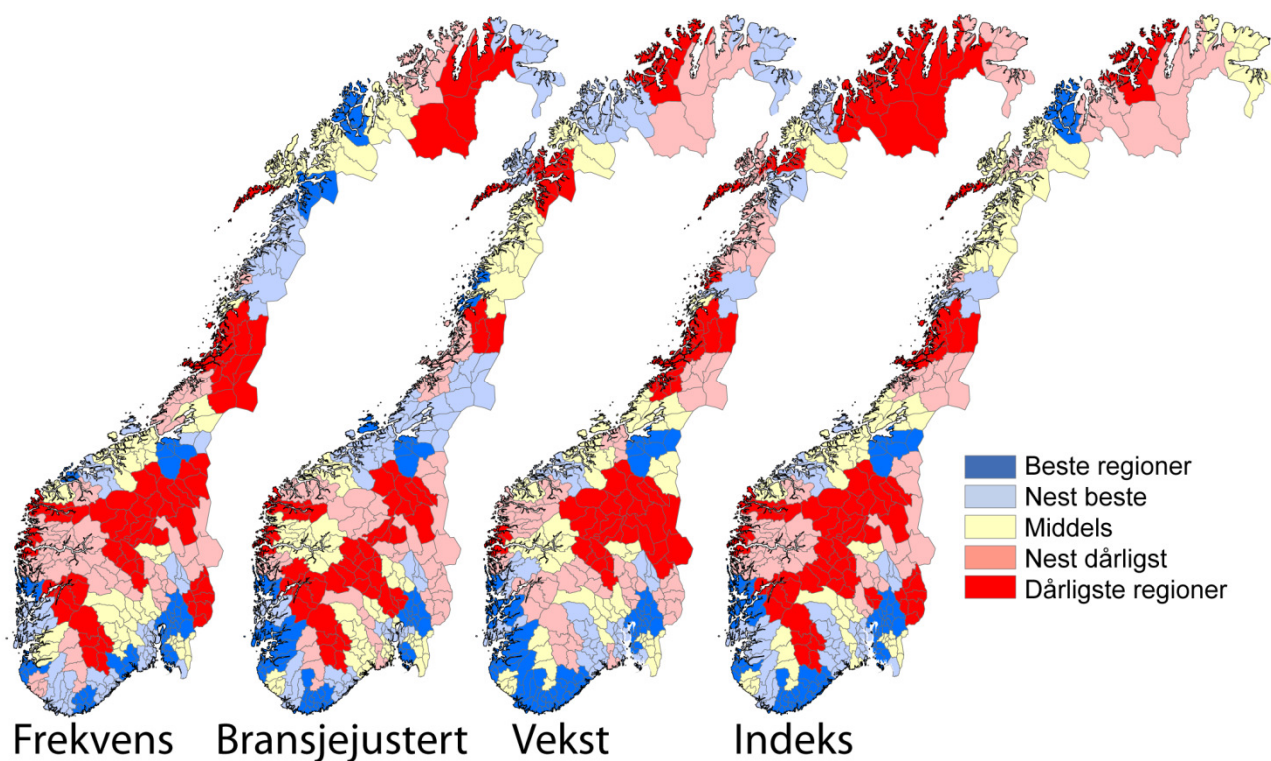 Beste regioner
Nest beste
Middels
Nest dårligst
Dårligste regioner
Frekvens
Bransjejustert
Vekst
Indeks